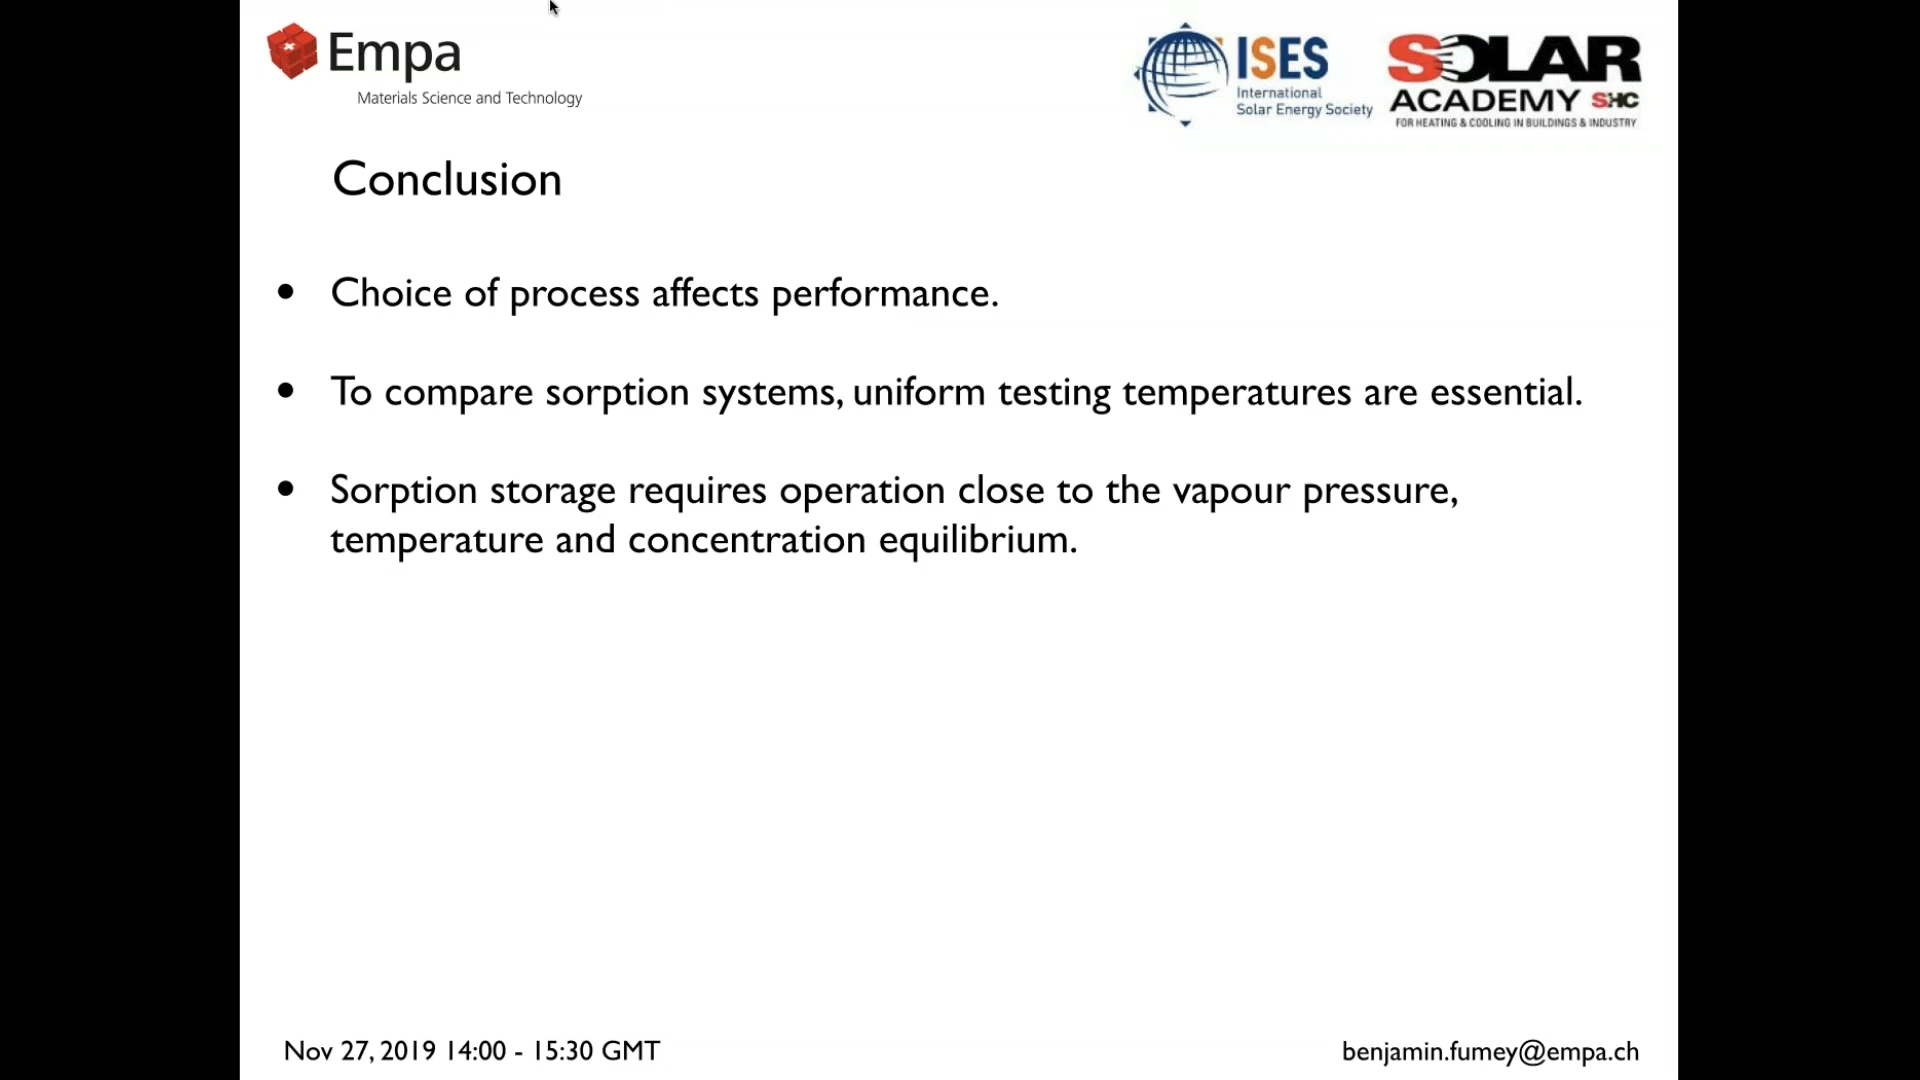 Empa
Materials Science and Technology
ISES
International
Solar Energy Society
SOLAR
ACADEMY SHC
FOR HEATING & COOLING IN BUILDINGS & INDUSTRY
Conclusion
• Choice of process affects performance.
• To compare sorption systems, uniform testing temperatures are essential.
• Sorption storage requires operation close to the vapour pressure,
temperature and concentration equilibrium.
Nov 27, 2019 14:00 - 15:30 GMT
benjamin.fumey@empa.ch